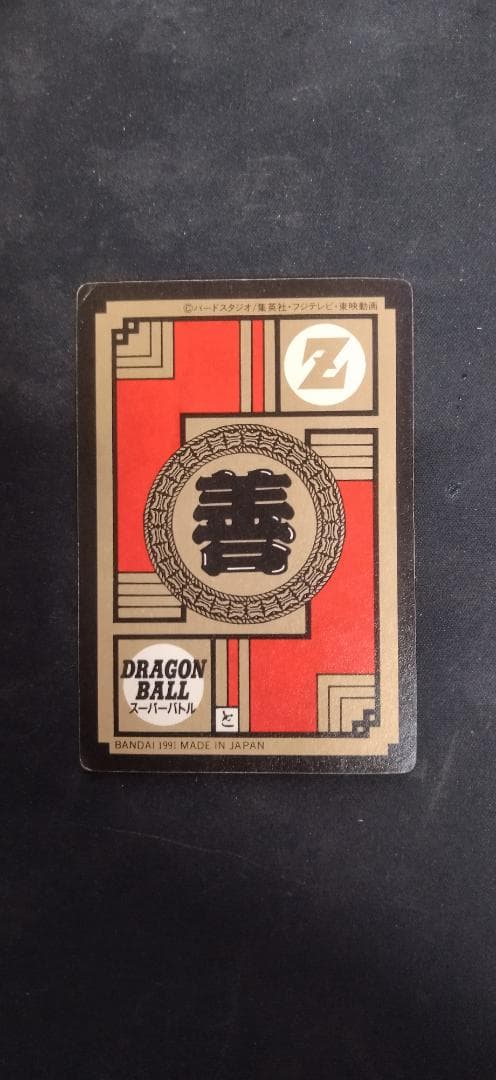 ©バードスタジオ/集英社・フジテレビ・東映動画
Z
善
DRAGON
BALL
スーパーバトル
と
BANDAI 1991 MADE IN JAPAN